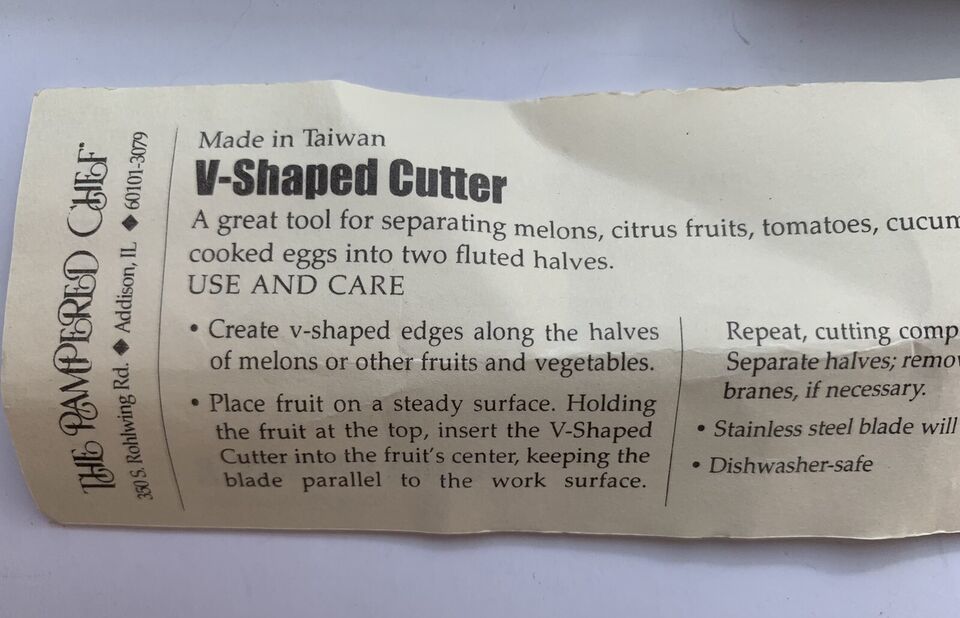 THE PAMPERED CHEF®
350 S. Rohlwing Rd. ◆ Addison, IL ◆ 60101-3079
Made in Taiwan
V-Shaped Cutter
A great tool for separating melons, citrus fruits, tomatoes, cucum
cooked eggs into two fluted halves.
USE AND CARE
• Create v-shaped edges along the halves
of melons or other fruits and vegetables.
• Place fruit on a steady surface. Holding
the fruit at the top, insert the V-Shaped
Cutter into the fruit's center, keeping the
blade parallel to the work surface.
Repeat, cutting comp
Separate halves; remov
branes, if necessary.
• Stainless steel blade will
• Dishwasher-safe